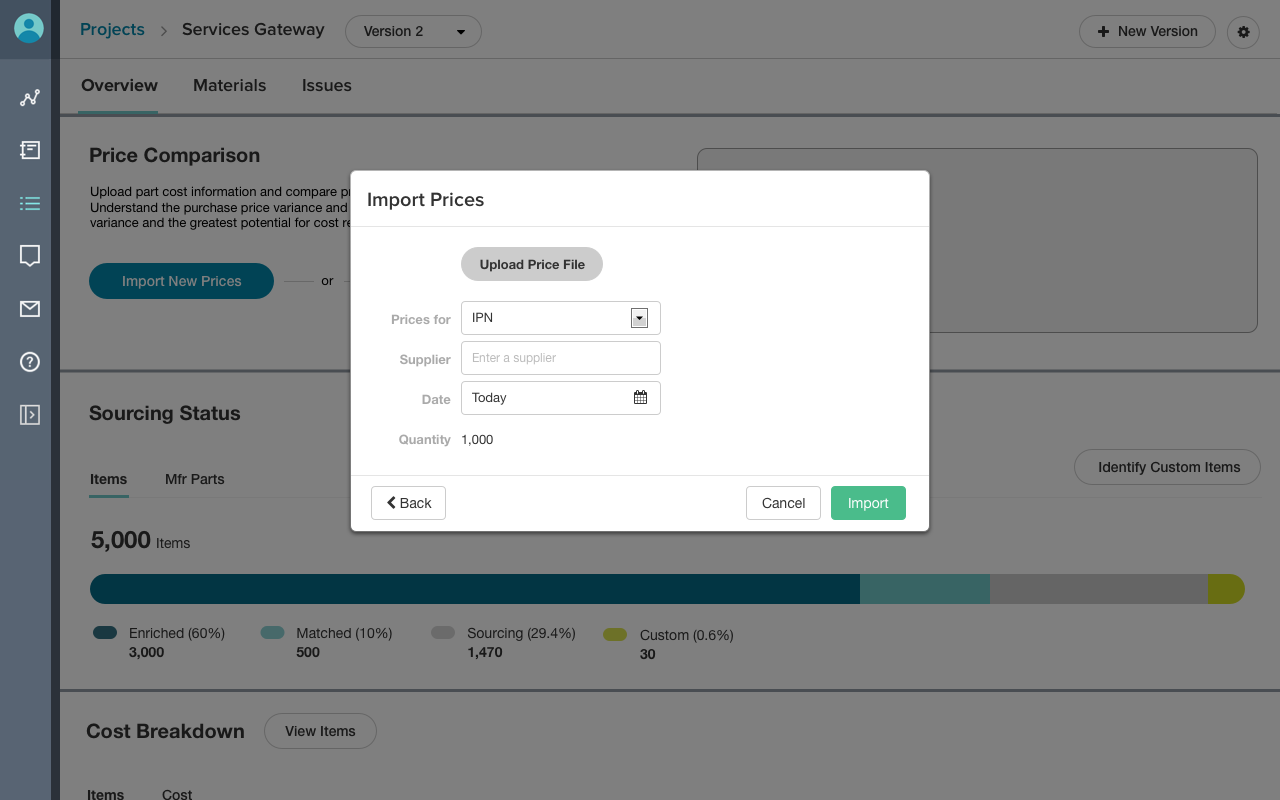 Projects
Services Gateway
Version 2
New Version
Overview
Materials
Issues
Price Comparison
Upload part cost information and compare
Understand the purchase price variance and
variance and the greatest potential for cost
Import New Prices
or
Import Prices
Upload Price File
Prices for
IPN
Supplier
Enter a supplier
Date
Today
Quantity
1,000
Back
Cancel
Import
Sourcing Status
Items
Mfr Parts
Identify Custom Items
5,000 Items
Enriched (60%)
3,000
Matched (10%)
500
Sourcing (29.4%)
1,470
Custom (0.6%)
30
Cost Breakdown
View Items
Items
Cost